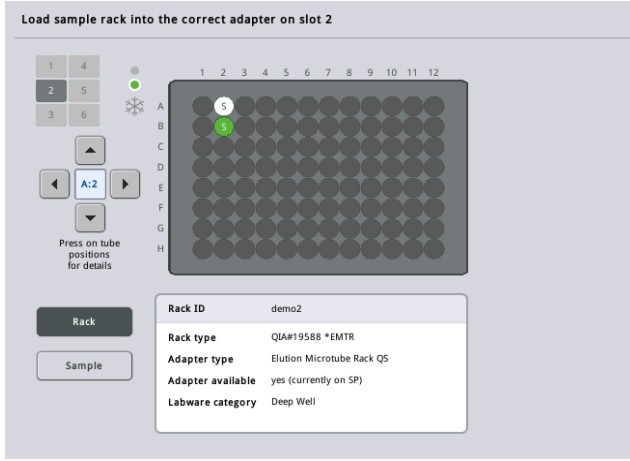 Load sample rack into the correct adapter on slot 2
1 4
2 5
3 6
1 2 3 4 5 6 7 8 9 10 11 12
A S
B S
C
D
E
F
G
H
A:2
Press on tube
positions
for details
Rack
Sample
Rack ID demo2
Rack type QIA#19588 *EMTR
Adapter type Elution Microtube Rack QS
Adapter available yes (currently on SP)
Labware category Deep Well